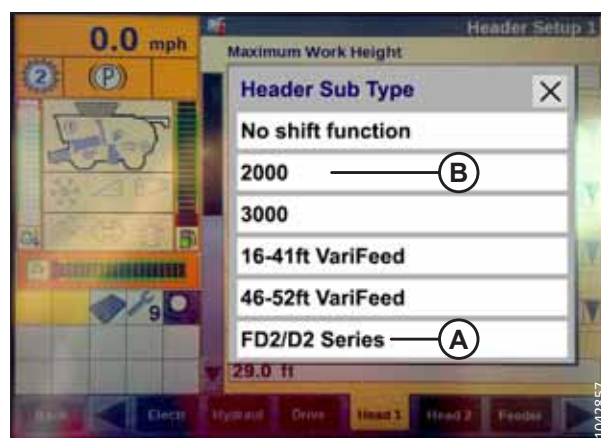 0.0 mph
Header Setup 1
Maximum Work Height
2
(P)
Header Sub Type
No shift function
2000
B
3000
16-41ft VariFeed
46-52ft VariFeed
FD2/D2 Series
A
9
29.0 ft
Back
Electr
Hydraul
Drive
Head 1
Head 2
Feeder
1042857